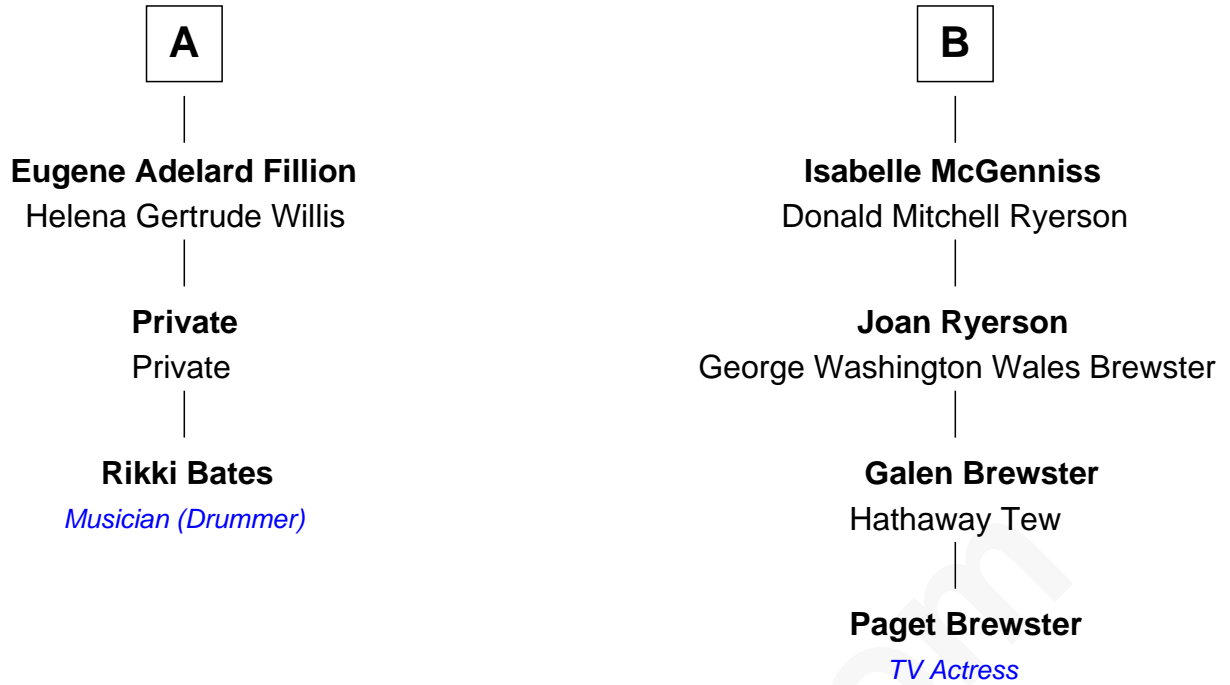 A
Eugene Adelard Fillion
Helena Gertrude Willis
Private
Private
Rikki Bates
Musician (Drummer)
B
Isabelle McGenniss
Donald Mitchell Ryerson
Joan Ryerson
George Washington Wales Brewster
Galen Brewster
Hathaway Tew
Paget Brewster
TV Actress